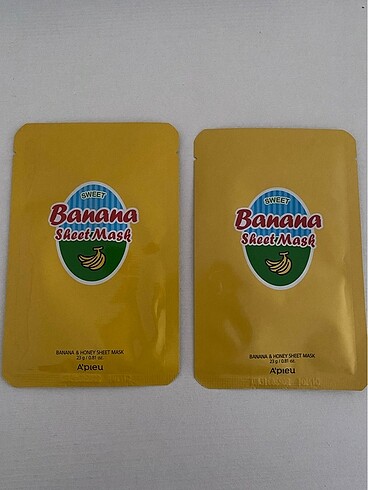 SWEET
Banana
Sheet Mask
BANANA & HONEY SHEET MASK
23 g / 0.81 oz.
A'PIEU
SWEET
Banana
Sheet Mask
BANANA & HONEY SHEET MASK
23 g / 0.81 oz.
A'PIEU